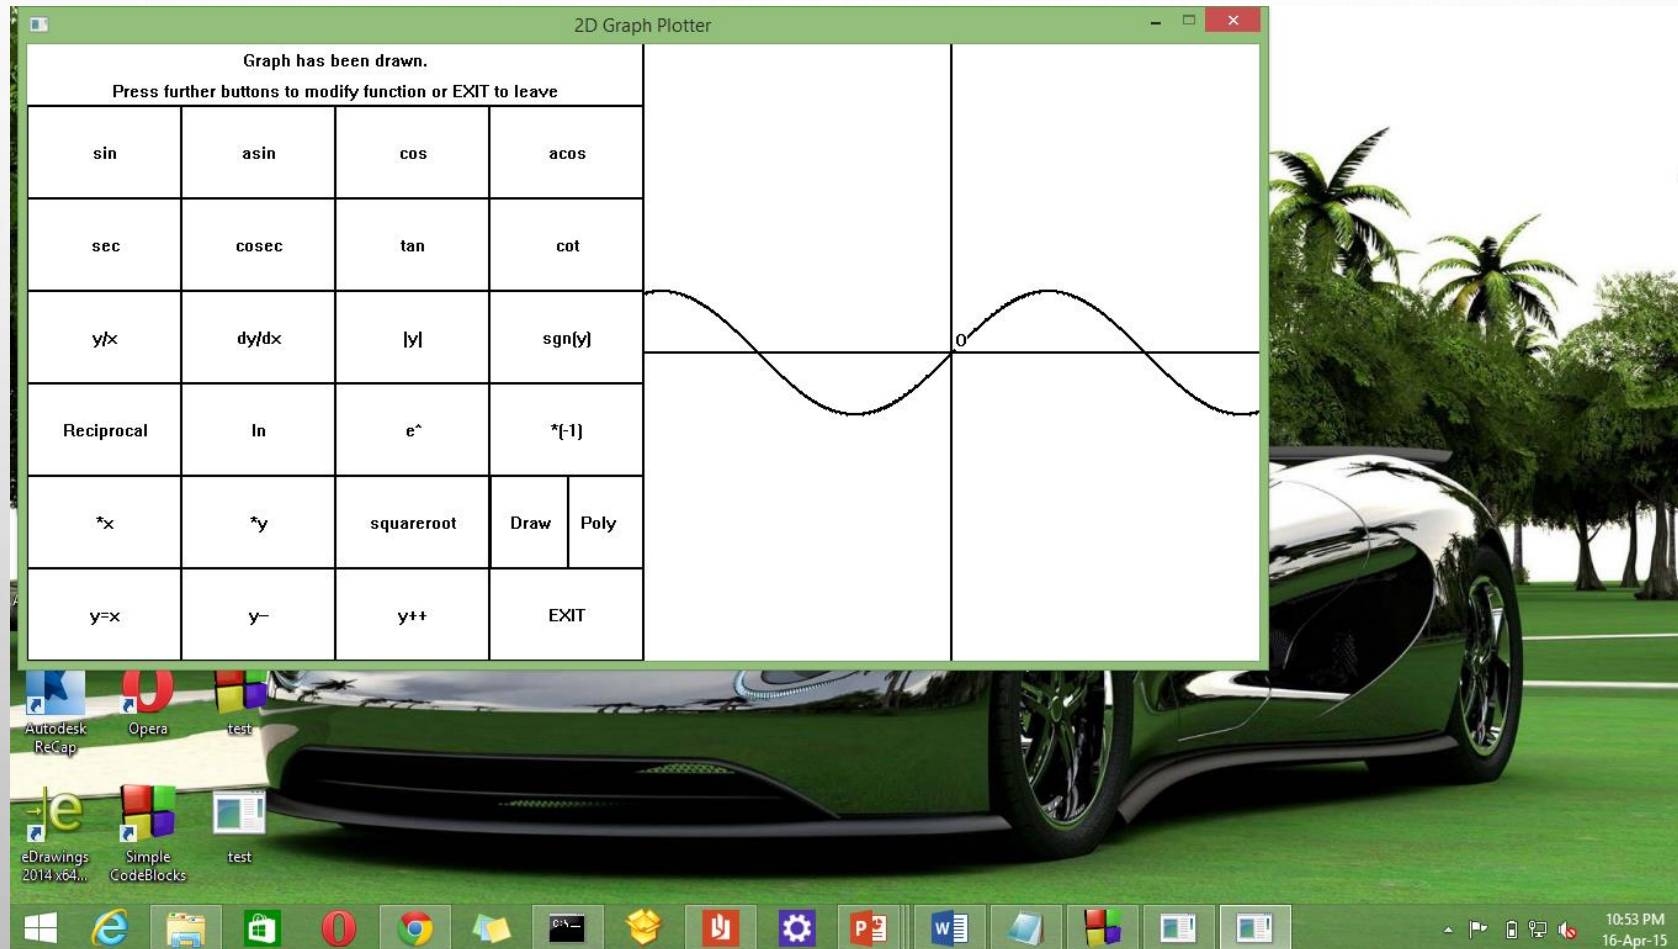 2D Graph Plotter
Graph has been drawn.
Press further buttons to modify function or EXIT to leave
sin asin cos acos
sec cosec tan cot
y/x dy/dx |y| sgn(y)
0
Reciprocal ln e^ *(-1)
*x *y squareroot Draw Poly
y=x y-- y++ EXIT
Autodesk ReCap
Opera
test
eDrawings
2014 x64...
Simple
CodeBlocks
test
10:53 PM
16-Apr-15